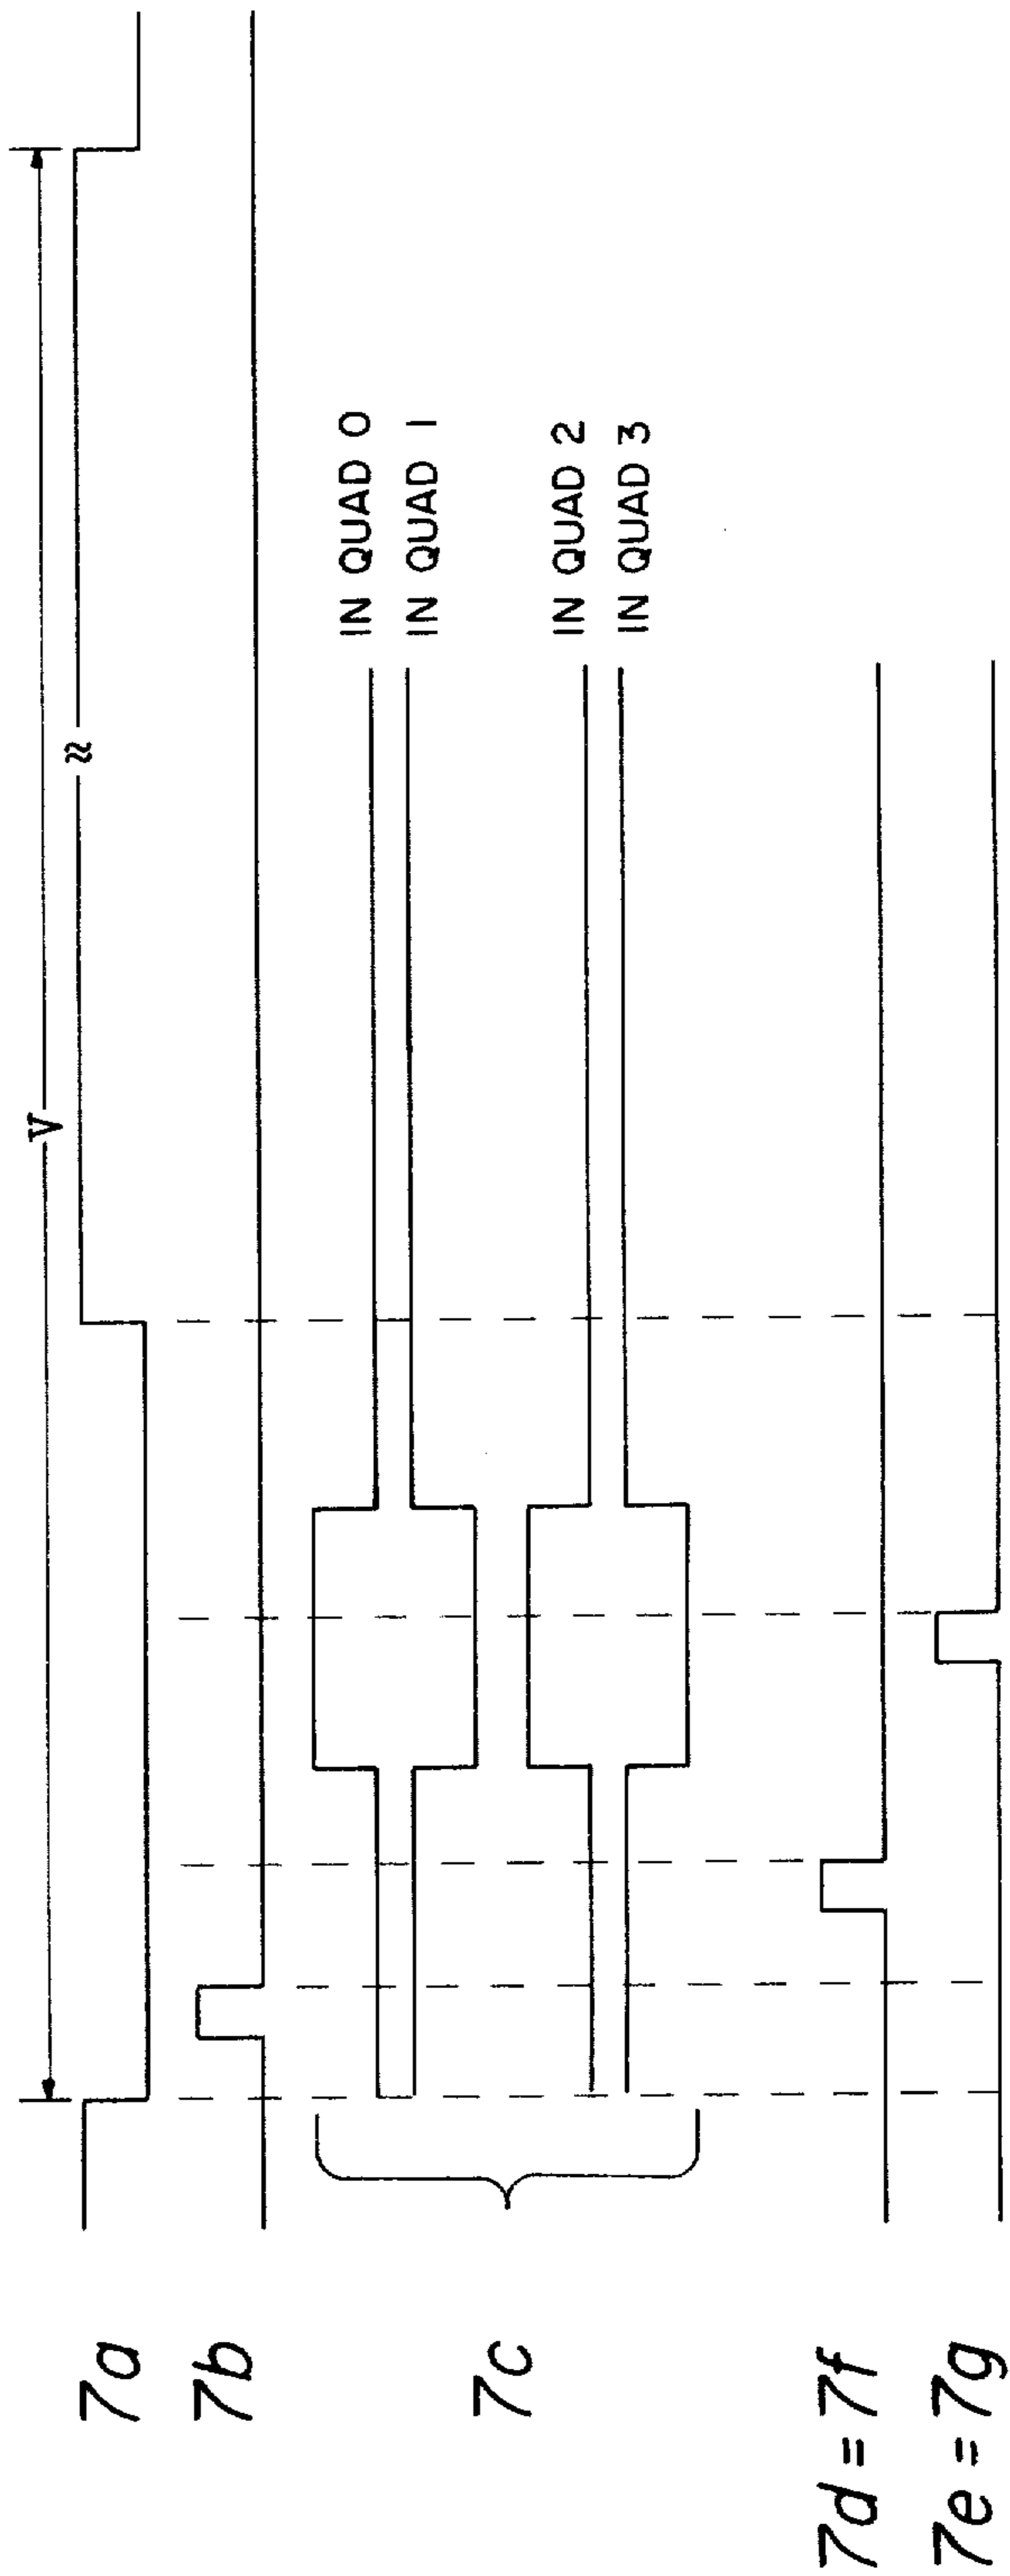 V
7a
7b
IN QUAD 0
IN QUAD 1
7c
IN QUAD 2
IN QUAD 3
7d = 7f
7e = 7g